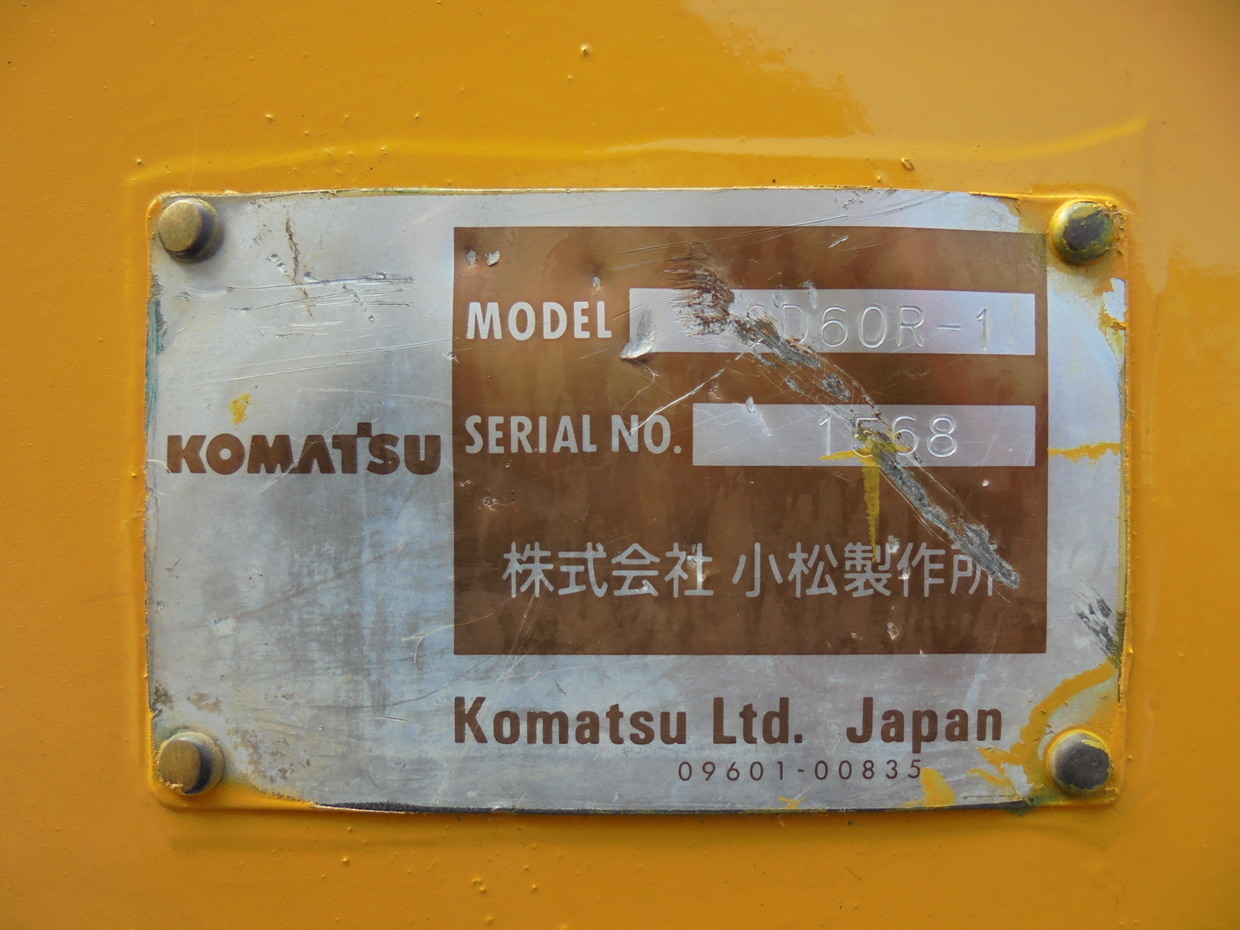 KOMATSU
MODEL CD60R-1
SERIAL NO. 1568
株式会社 小松製作所
Komatsu Ltd. Japan
09601-00835